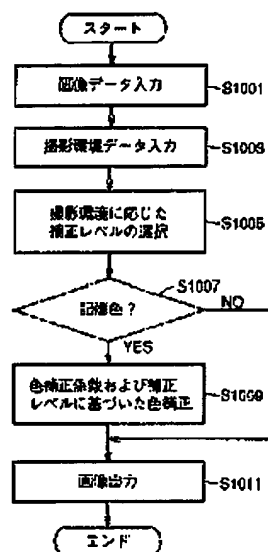 スタート
画像データ入力
S1001
撮影環境データ入力
S1003
撮影環境に応じた
補正レベルの選択
S1005
S1007
記憶色?
NO
YES
色補正係数および補正
レベルに基づいた色補正
S1009
画像出力
S1011
エンド